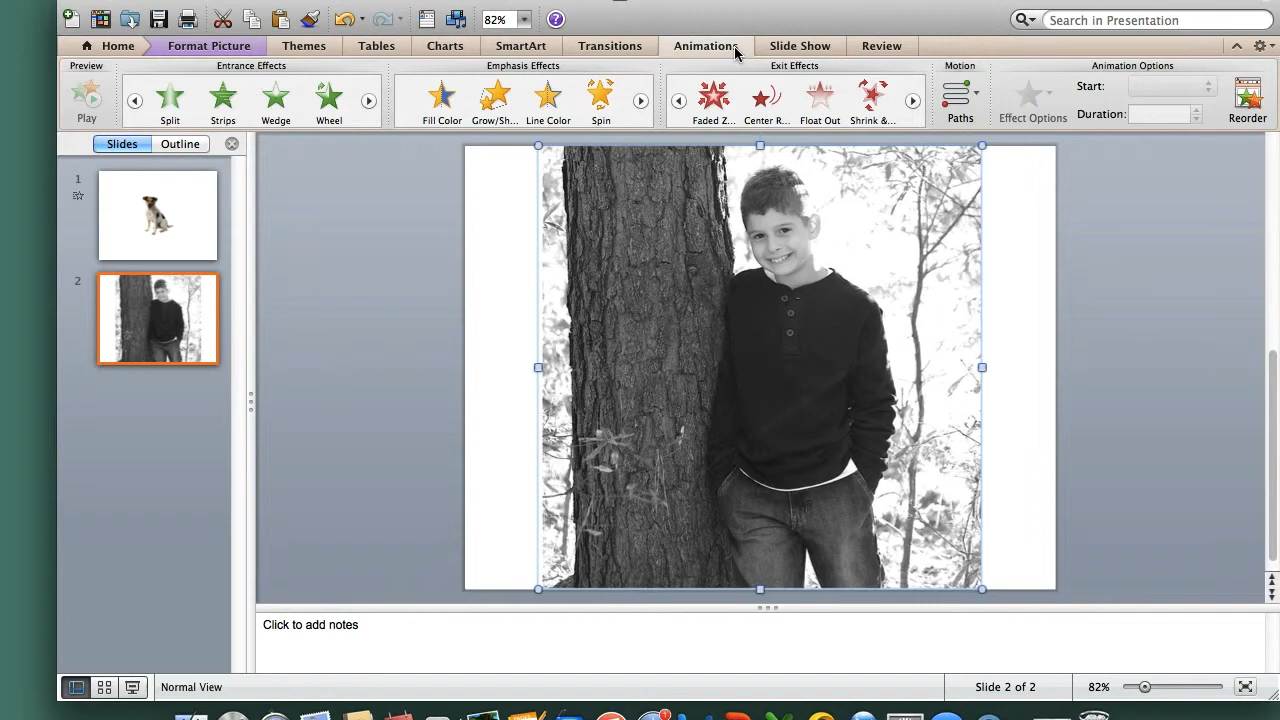 82%
Search in Presentation
Home Format Picture Themes Tables Charts SmartArt Transitions Animations Slide Show Review
Preview Entrance Effects Emphasis Effects Exit Effects Motion Animation Options
Start:
Play Split Strips Wedge Wheel Fill Color Grow/Sh... Line Color Spin Faded Z... Center R... Float Out Shrink &... Paths Effect Options Duration: Reorder
Slides Outline
1
2
Click to add notes
Normal View Slide 2 of 2 82%